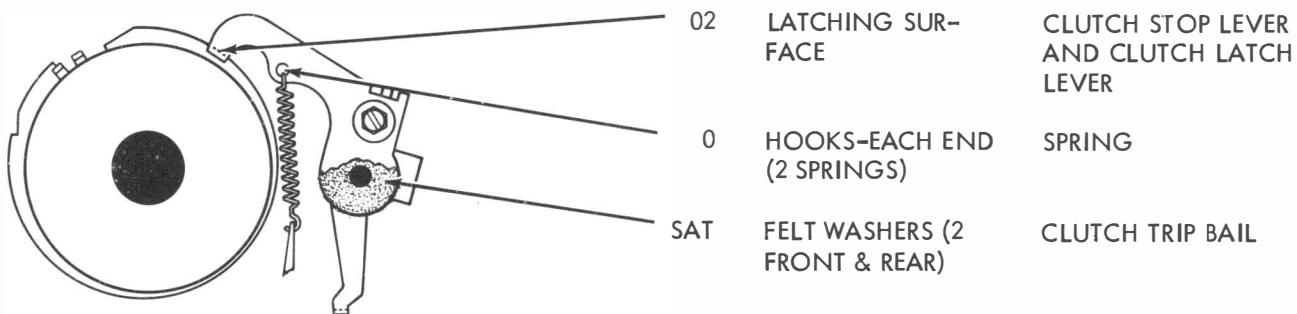 02 LATCHING SUR- CLUTCH STOP LEVER
FACE AND CLUTCH LATCH
LEVER
0 HOOKS-EACH END SPRING
(2 SPRINGS)
SAT FELT WASHERS (2 CLUTCH TRIP BAIL
FRONT & REAR)